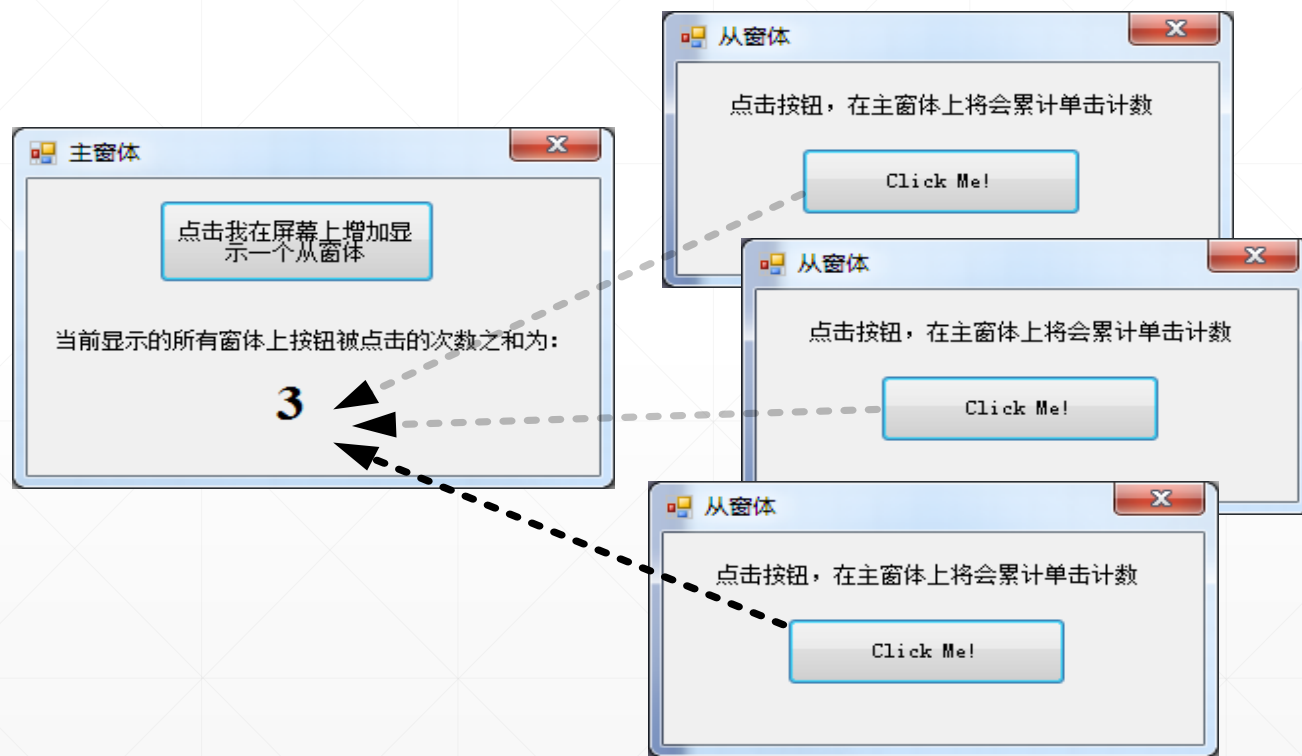 主窗体
点击我在屏幕上增加显
示一个从窗体
当前显示的所有窗体上按钮被点击的次数之和为：
3
从窗体
点击按钮，在主窗体上将会累计单击计数
Click Me!
从窗体
点击按钮，在主窗体上将会累计单击计数
Click Me!
从窗体
点击按钮，在主窗体上将会累计单击计数
Click Me!